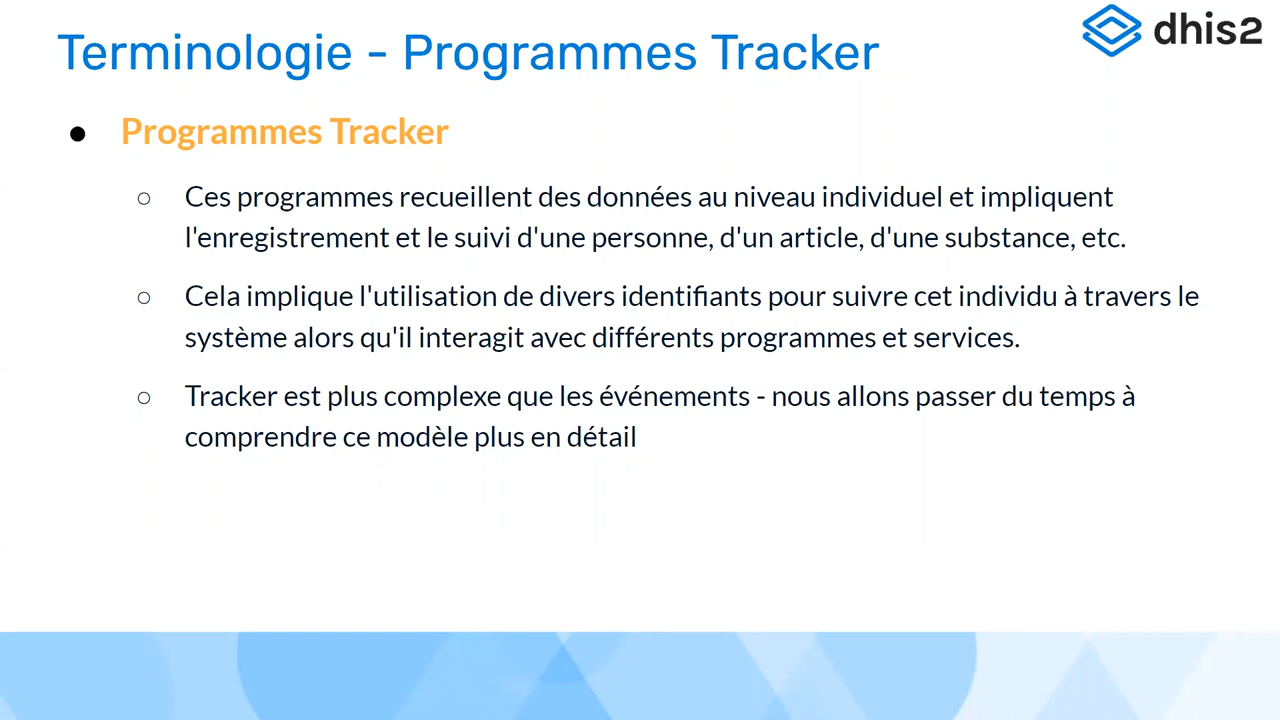 Terminologie - Programmes Tracker
dhis2
● Programmes Tracker
○ Ces programmes recueillent des données au niveau individuel et impliquent
l'enregistrement et le suivi d'une personne, d'un article, d'une substance, etc.
○ Cela implique l'utilisation de divers identifiants pour suivre cet individu à travers le
système alors qu'il interagit avec différents programmes et services.
○ Tracker est plus complexe que les événements - nous allons passer du temps à
comprendre ce modèle plus en détail